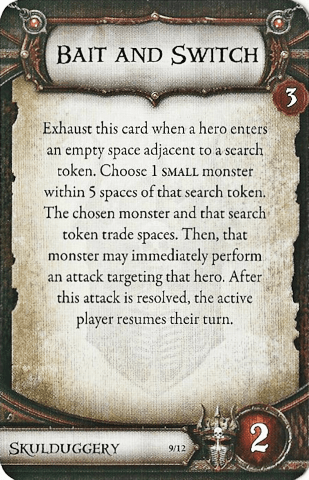 Bait and Switch
3
Exhaust this card when a hero enters
an empty space adjacent to a search
token. Choose 1 small monster
within 5 spaces of that search token.
The chosen monster and that search
token trade spaces. Then, that
monster may immediately perform
an attack targeting that hero. After
this attack is resolved, the active
player resumes their turn.
Skulduggery
9/12
2